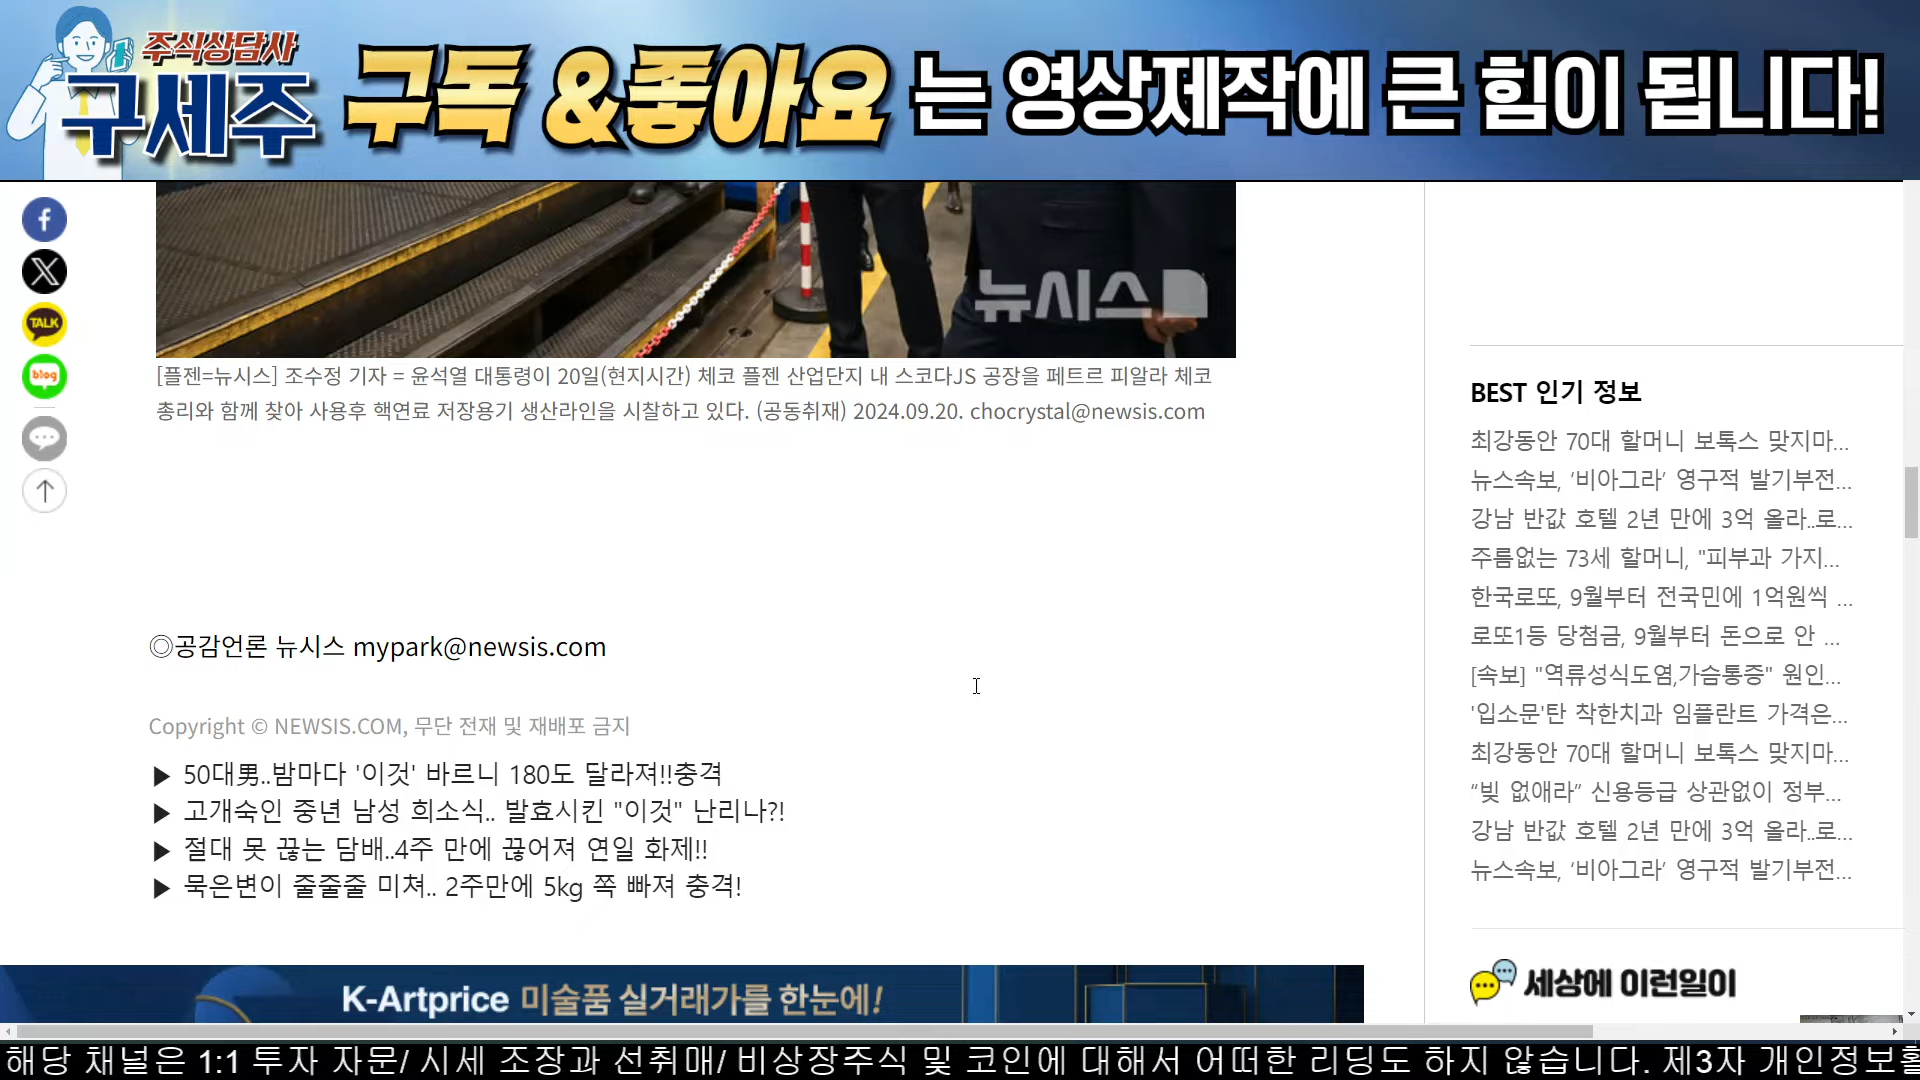 주식상담사
구세주
구독 &좋아요 는 영상제작에 큰 힘이 됩니다!
뉴시스
[플젠=뉴시스] 조수정 기자 = 윤석열 대통령이 20일(현지시간) 체코 플젠 산업단지 내 스코다JS 공장을 페트르 피알라 체코
총리와 함께 찾아 사용후 핵연료 저장용기 생산라인을 시찰하고 있다. (공동취재) 2024.09.20. chocrystal@newsis.com
TALK
blog
◎공감언론 뉴시스 mypark@newsis.com
Copyright © NEWSIS.COM, 무단 전재 및 재배포 금지
▶ 50대男..밤마다 '이것' 바르니 180도 달라져!!충격
▶ 고개숙인 중년 남성 희소식.. 발효시킨 "이것" 난리나?!
▶ 절대 못 끊는 담배..4주 만에 끊어져 연일 화제!!
▶ 묵은변이 줄줄줄 미쳐.. 2주만에 5kg 쪽 빠져 충격!
K-Artprice 미술품 실거래가를 한눈에!
BEST 인기 정보
최강동안 70대 할머니 보톡스 맞지마...
뉴스속보, ‘비아그라’ 영구적 발기부전...
강남 반값 호텔 2년 만에 3억 올라..로...
주름없는 73세 할머니, "피부과 가지...
한국로또, 9월부터 전국민에 1억원씩 ...
로또1등 당첨금, 9월부터 돈으로 안 ...
[속보] "역류성식도염,가슴통증" 원인...
'입소문'탄 착한치과 임플란트 가격은...
최강동안 70대 할머니 보톡스 맞지마...
“빚 없애라” 신용등급 상관없이 정부...
강남 반값 호텔 2년 만에 3억 올라..로...
뉴스속보, ‘비아그라’ 영구적 발기부전...
세상에 이런일이
해당 채널은 1:1 투자 자문/ 시세 조장과 선취매/ 비상장주식 및 코인에 대해서 어떠한 리딩도 하지 않습니다. 제3자 개인정보활